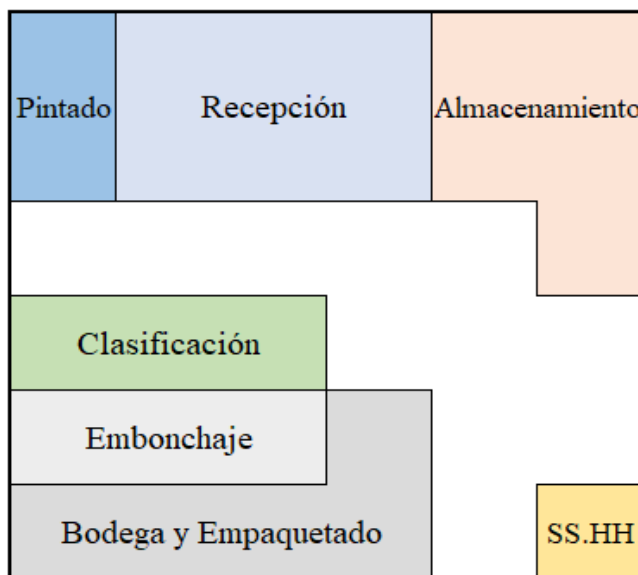 Pintado
Recepción
Almacenamiento
Clasificación
Embonchaje
Bodega y Empaquetado
SS.HH